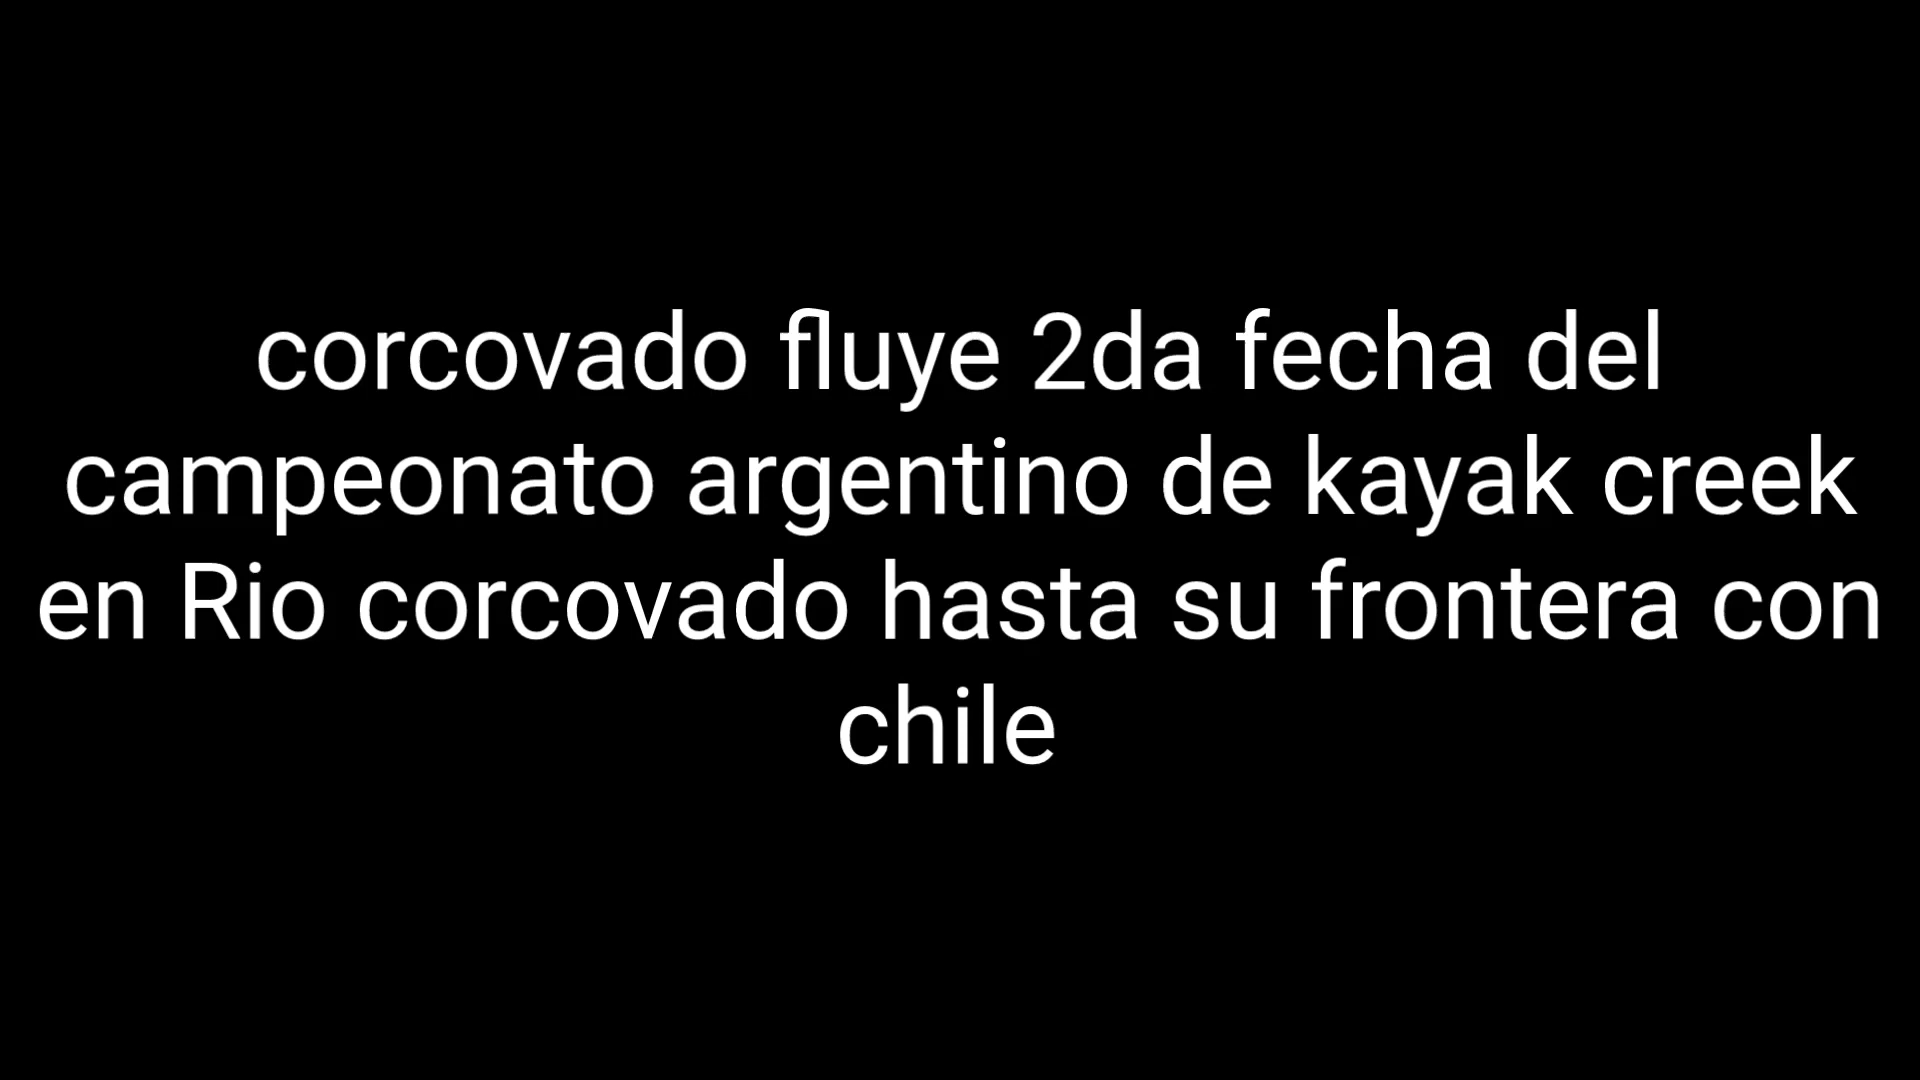 corcovado fluye 2da fecha del
campeonato argentino de kayak creek
en Rio corcovado hasta su frontera con
chile